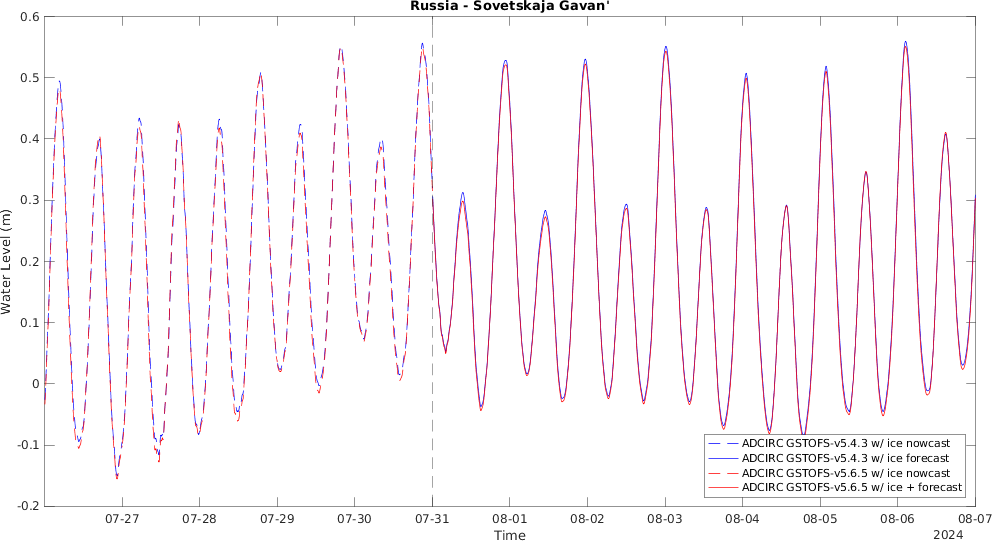 Russia - Sovetskaja Gavan'
0.6
0.5
0.4
0.3
0.2
0.1
0
-0.1
-0.2
Water Level (m)
ADCIRC GSTOFS-v5.4.3 w/ ice nowcast
ADCIRC GSTOFS-v5.4.3 w/ ice forecast
ADCIRC GSTOFS-v5.6.5 w/ ice nowcast
ADCIRC GSTOFS-v5.6.5 w/ ice + forecast
07-27 07-28 07-29 07-30 07-31 08-01 08-02 08-03 08-04 08-05 08-06 08-07
Time
2024